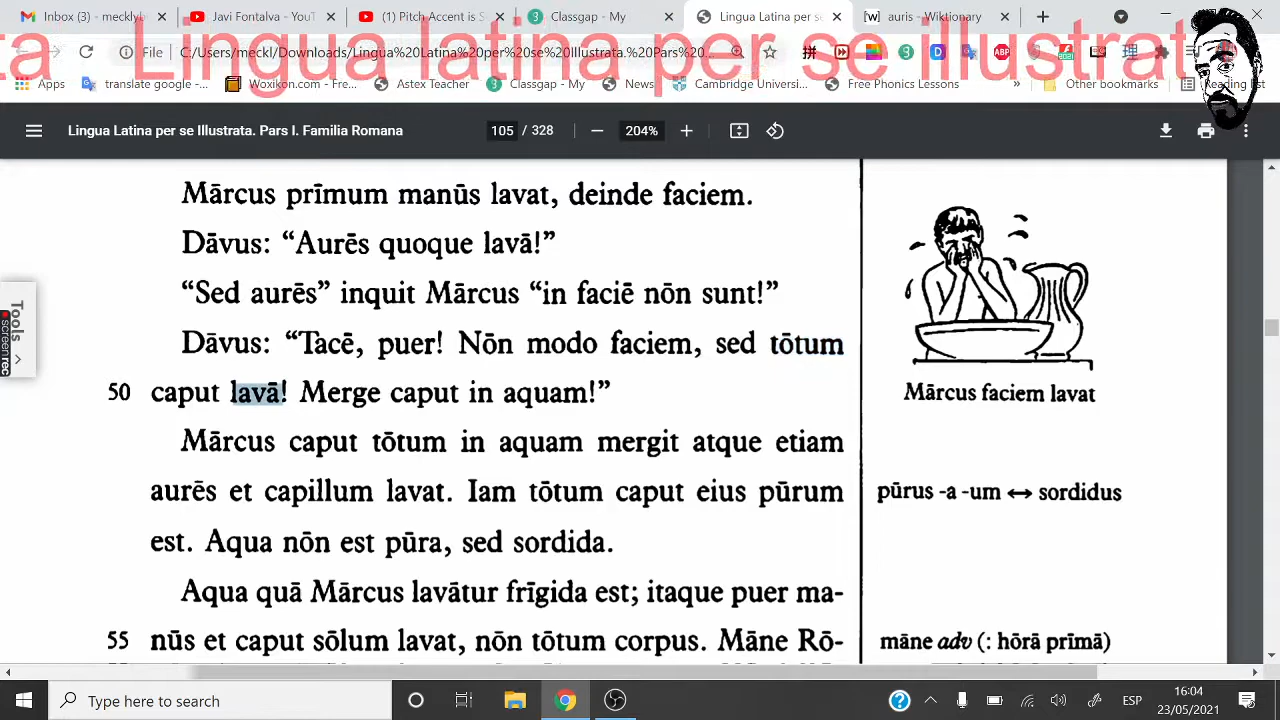 Inbox (3) - meckly
Javi Fontalva - YouT
(1) Pitch Accent is S
Classgap - My
Lingua Latina per se
auris - Wiktionary
ta Lingua latina per se illustrat
File
C:/Users/meckl/Downloads/Lingua%20Latina%20per%20se%20Illustrata.%20Pars%20...
Apps
translate google -...
Woxikon.com - Fre...
AstexTeacher
Classgap - My
News
Cambridge Universi...
Free Phonics Lessons
»
Other bookmarks
Reading list
Lingua Latina per se Illustrata. Pars I. Familia Romana
105 / 328
204%
Tools
screenrec
Mārcus prīmum manūs lavat, deinde faciem.
Dāvus: “Aurēs quoque lavā!”
“Sed aurēs” inquit Mārcus “in faciē nōn sunt!”
Dāvus: “Tacē, puer! Nōn modo faciem, sed tōtum
50 caput lavā! Merge caput in aquam!”
Mārcus caput tōtum in aquam mergit atque etiam
aurēs et capillum lavat. Iam tōtum caput eius pūrum
est. Aqua nōn est pūra, sed sordida.
Aqua quā Mārcus lavātur frīgida est; itaque puer ma-
55 nūs et caput sōlum lavat, nōn tōtum corpus. Māne Rō-
Mārcus faciem lavat
pūrus -a -um ↔ sordidus
māne adv (: hōrā prīmā)
Type here to search
ESP
16:04
23/05/2021